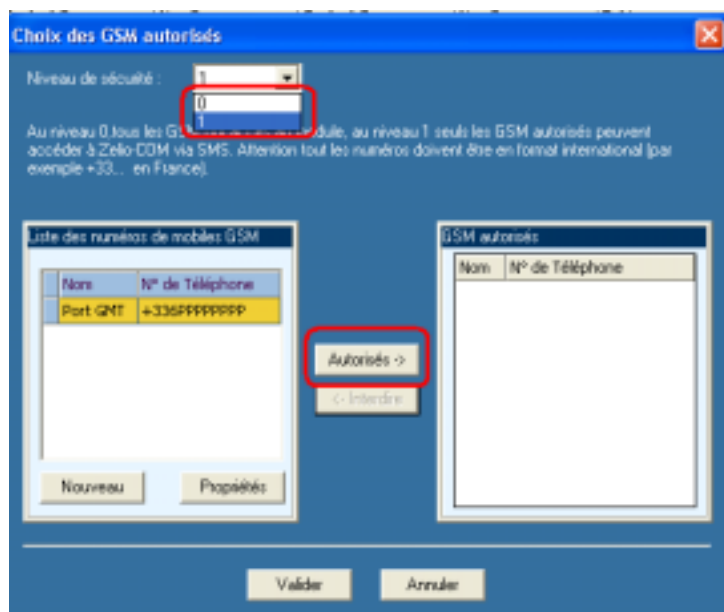 Choix des GSM autorisés
Niveau de sécurité :
1
0
1
Au niveau 0,tous les module, au niveau 1 seuls les GSM autorisés peuvent
accéder à Zelio-COM via SMS. Attention tout les numéros doivent être en format international (par
exemple +33... en France).
Liste des numéros de mobiles GSM
Nom N° de Téléphone
Port GMT +336PPPPPPPP
Nouveau Propriétés
Autorisés ->
<- Interdire
GSM autorisés
Nom N° de Téléphone
Valider Annuler